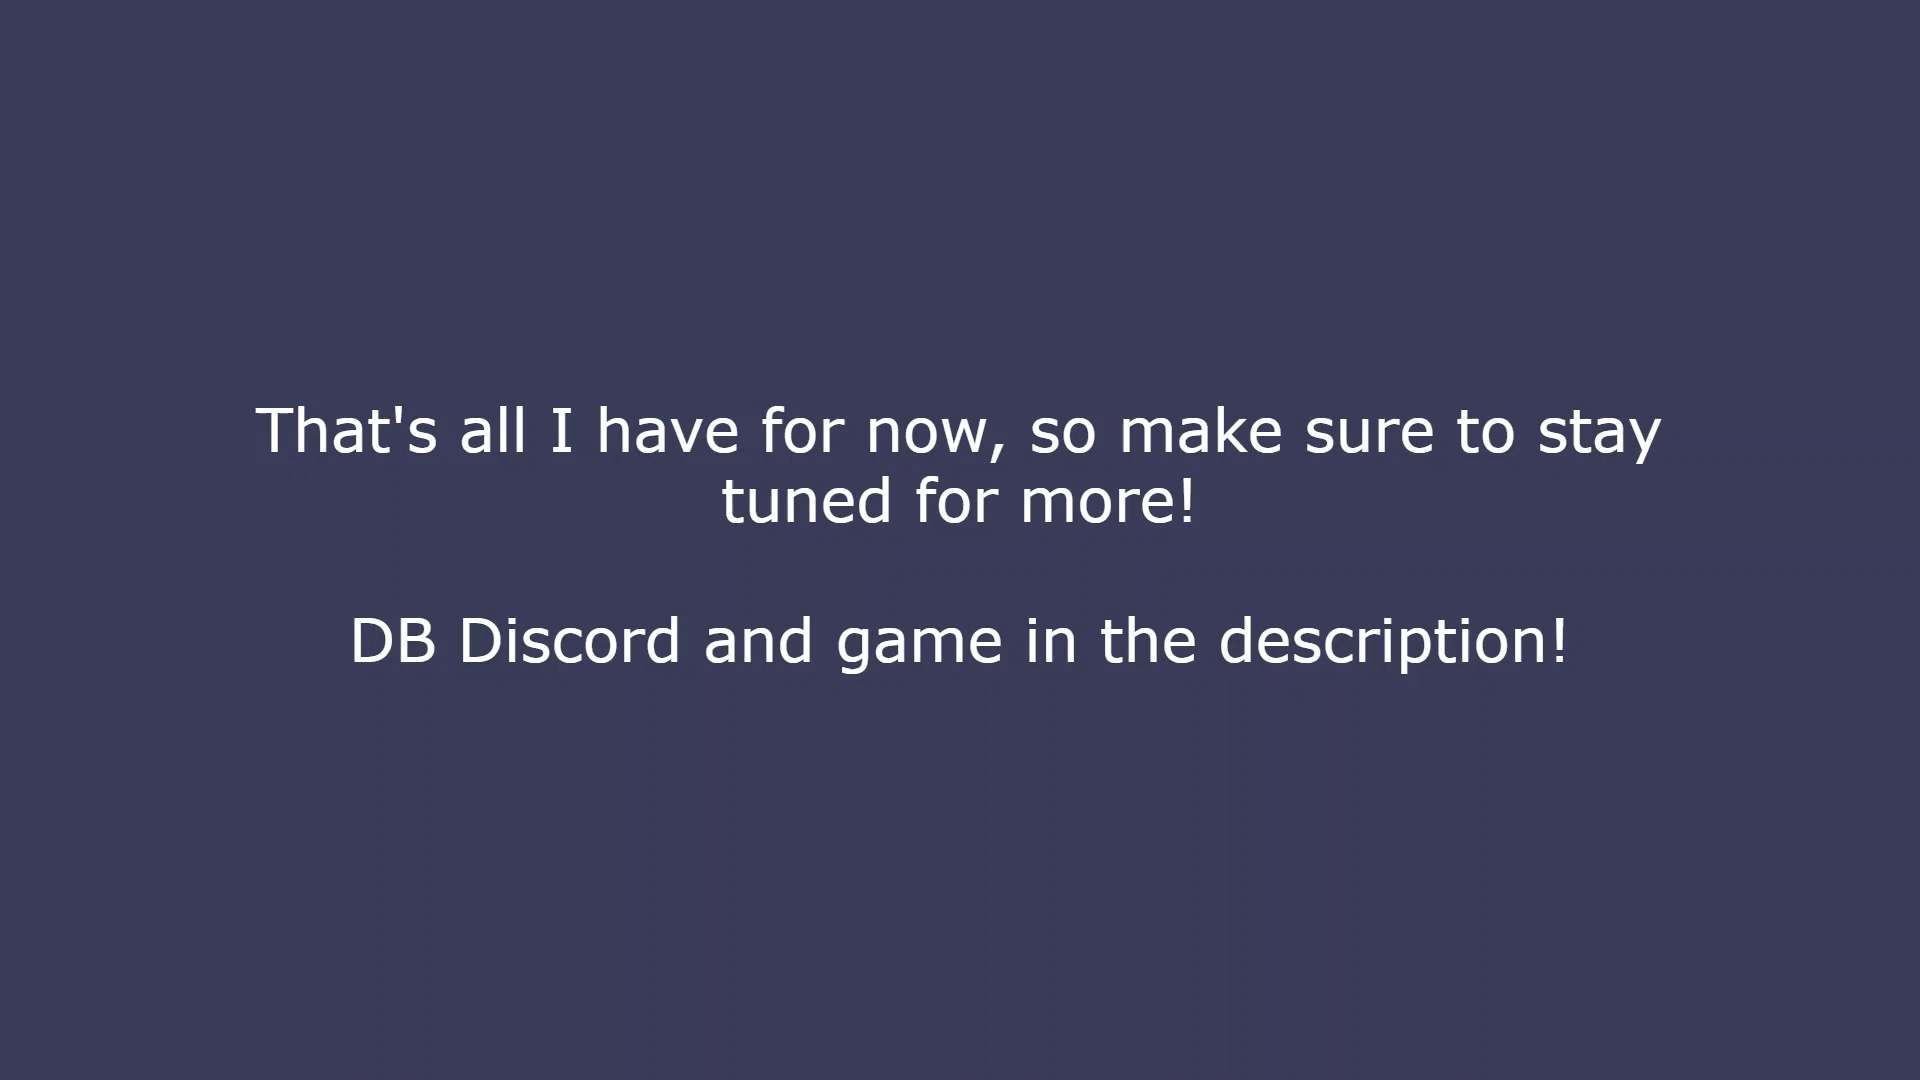 That's all I have for now, so make sure to stay
tuned for more!
DB Discord and game in the description!